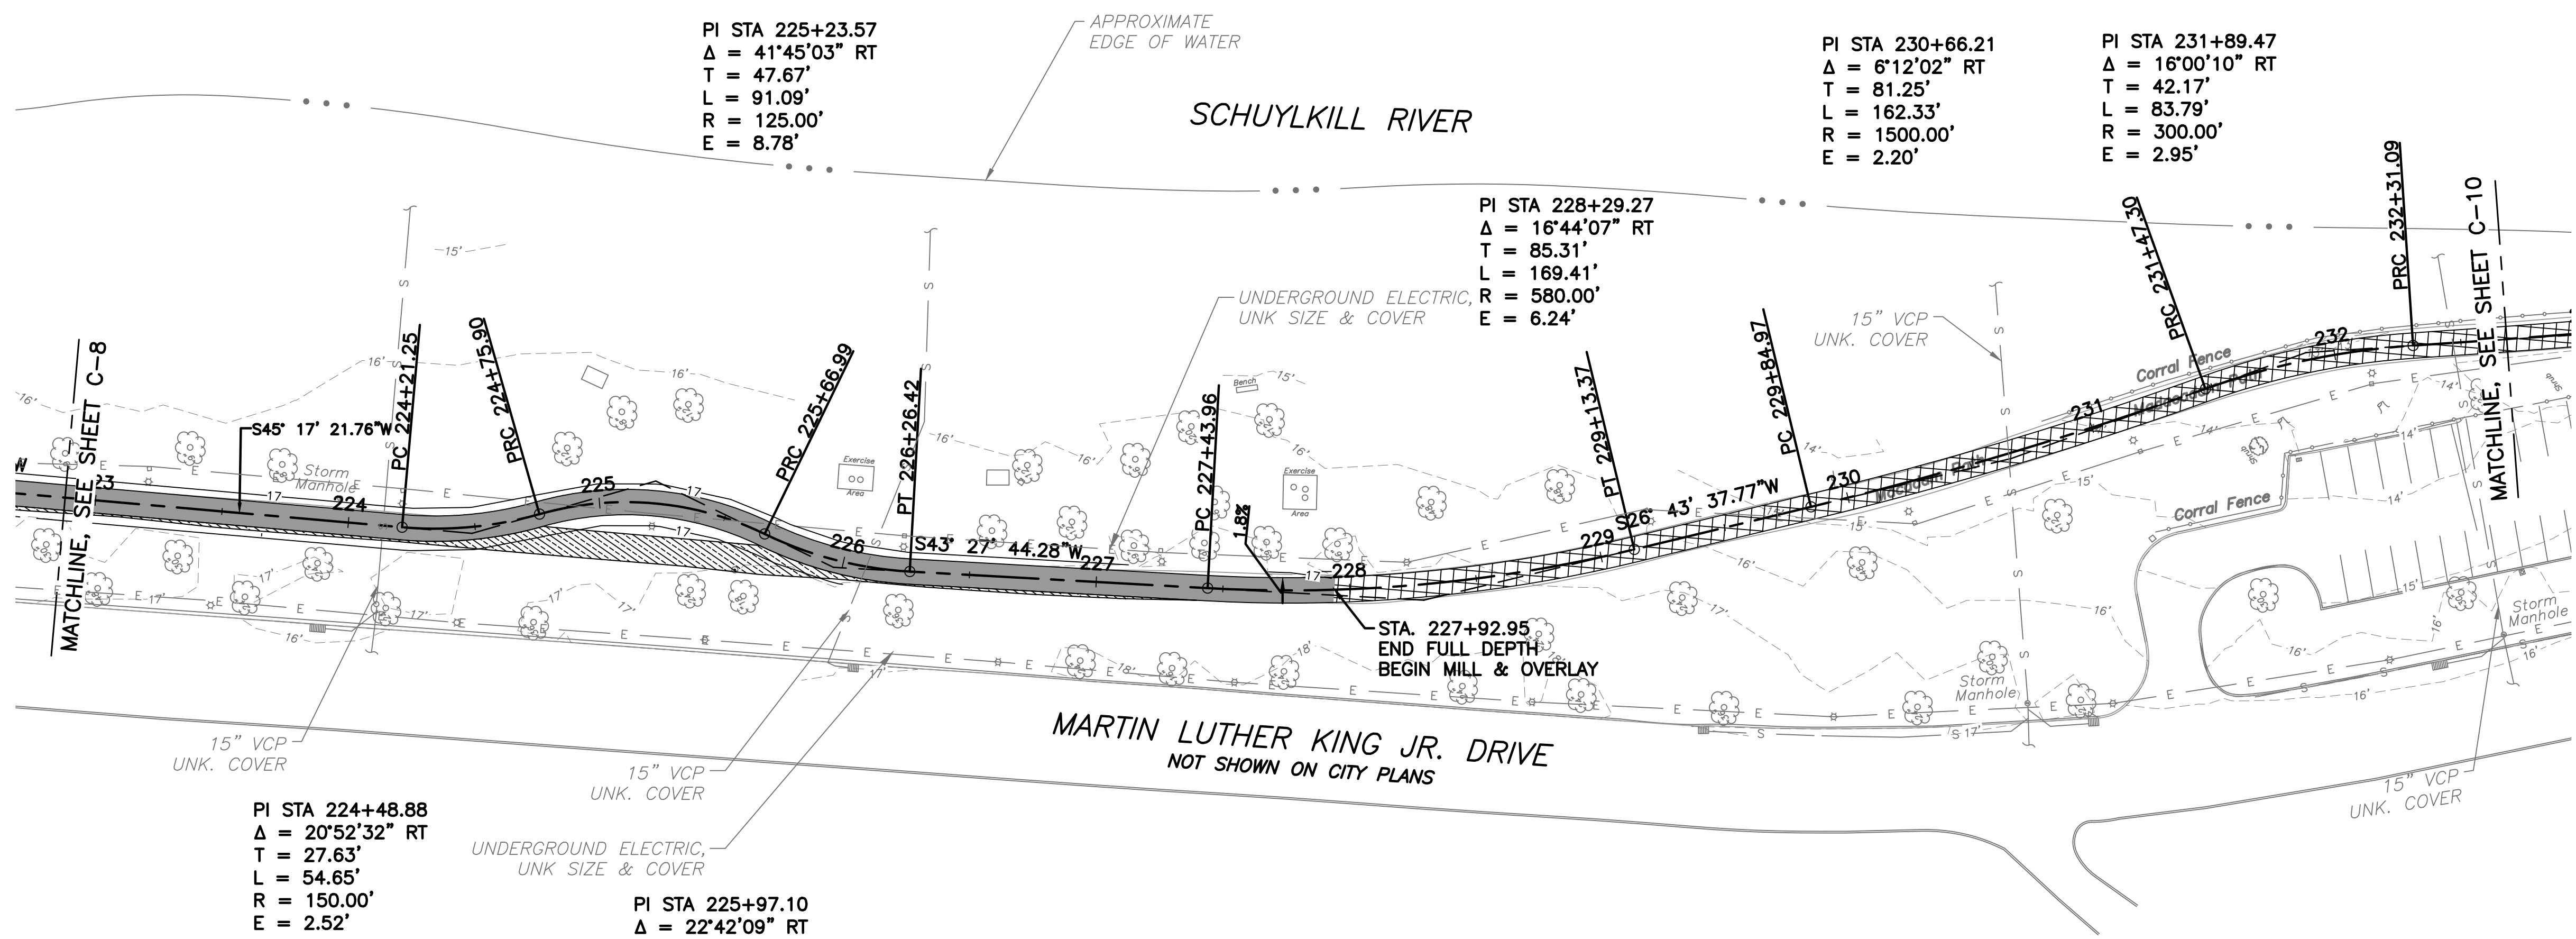 PI STA 225+23.57
Δ = 41°45'03" RT
T = 47.67'
L = 91.09'
R = 125.00'
E = 8.78'
APPROXIMATE
EDGE OF WATER
SCHUYLKILL RIVER
PI STA 230+66.21
Δ = 6°12'02" RT
T = 81.25'
L = 162.33'
R = 1500.00'
E = 2.20'
PI STA 231+89.47
Δ = 16°00'10" RT
T = 42.17'
L = 83.79'
R = 300.00'
E = 2.95'
PI STA 228+29.27
Δ = 16°44'07" RT
T = 85.31'
L = 169.41'
R = 580.00'
E = 6.24'
UNDERGROUND ELECTRIC,
UNK SIZE & COVER
15" VCP
UNK. COVER
MATCHLINE, SEE SHEET C-8
S45° 17' 21.76"W
PC 224+21.25
PRC 224+75.90
PRC 225+66.99
PT 226+26.42
PC 227+43.96
PT 229+13.37
PC 229+84.97
PRC 231+47.30
PRC 232+31.09
MATCHLINE, SEE SHEET C-10
Storm
Manhole
Exercise
Area
Bench
Exercise
Area
Corral Fence
Macadam Path
Macadam Path
Corral Fence
Shrub
Shrub
23
224
225
226
227
228
229
230
231
232
S43° 27' 44.28"W
1.8%
S26° 43' 37.77"W
STA. 227+92.95
END FULL DEPTH
BEGIN MILL & OVERLAY
Storm
Manhole
Storm
Manhole
MARTIN LUTHER KING JR. DRIVE
NOT SHOWN ON CITY PLANS
15" VCP
UNK. COVER
15" VCP
UNK. COVER
15" VCP
UNK. COVER
UNDERGROUND ELECTRIC,
UNK SIZE & COVER
PI STA 224+48.88
Δ = 20°52'32" RT
T = 27.63'
L = 54.65'
R = 150.00'
E = 2.52'
PI STA 225+97.10
Δ = 22°42'09" RT